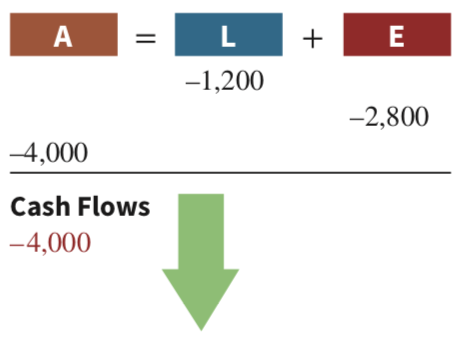 A = L + E
–1,200
–2,800
–4,000
Cash Flows
–4,000